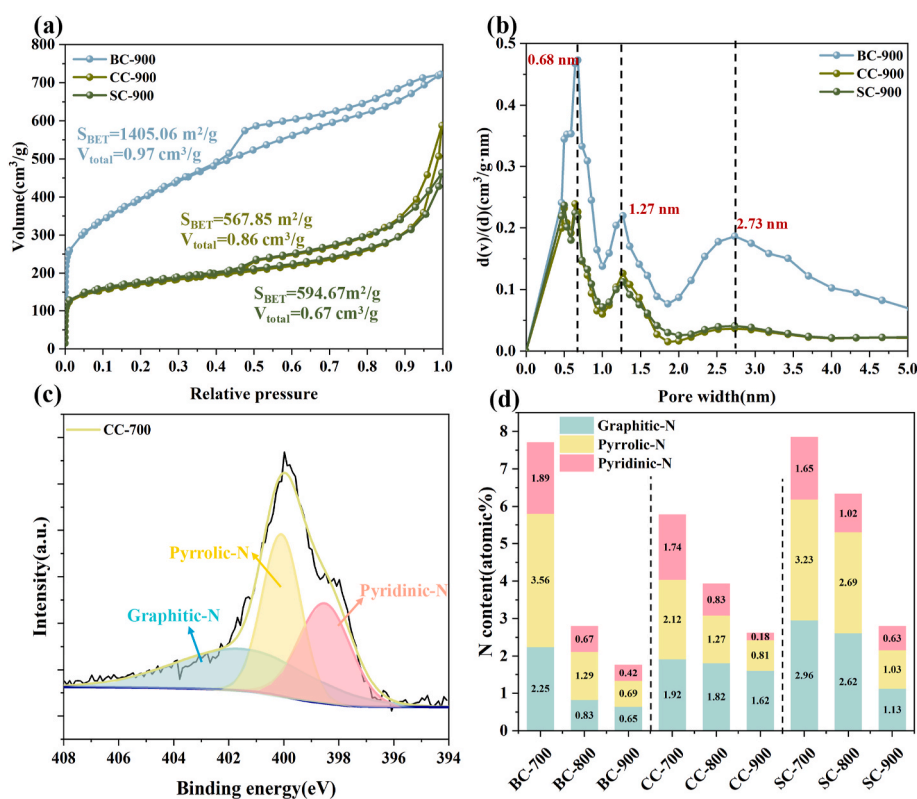 (a)
800
700
600
500
400
300
200
100
0
Volume(cm³/g)
BC-900
CC-900
SC-900
S_BET=1405.06 m²/g
V_total=0.97 cm³/g
S_BET=567.85 m²/g
V_total=0.86 cm³/g
S_BET=594.67m²/g
V_total=0.67 cm³/g
0.0 0.1 0.2 0.3 0.4 0.5 0.6 0.7 0.8 0.9 1.0
Relative pressure
(b)
0.5
0.4
0.3
0.2
0.1
0.0
d(v)/(d)(cm³/g·nm)
0.68 nm
BC-900
CC-900
SC-900
1.27 nm
2.73 nm
0.0 0.5 1.0 1.5 2.0 2.5 3.0 3.5 4.0 4.5 5.0
Pore width(nm)
(c)
CC-700
Intensity(a.u.)
Pyrrolic-N
Pyridinic-N
Graphitic-N
408 406 404 402 400 398 396 394
Binding energy(eV)
(d)
8
7
6
5
4
3
2
1
0
N content(atomic%)
Graphitic-N
Pyrrolic-N
Pyridinic-N
1.89
3.56
2.25
0.67
1.29
0.83
0.42
0.69
0.65
1.74
2.12
1.92
0.83
1.27
1.82
0.18
0.81
1.62
1.65
3.23
2.96
1.02
2.69
2.62
0.63
1.03
1.13
BC-700
BC-800
BC-900
CC-700
CC-800
CC-900
SC-700
SC-800
SC-900